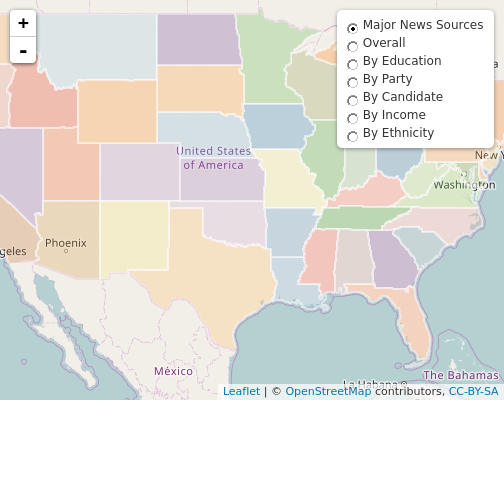 +
-
Major News Sources
Overall
By Education
By Party
By Candidate
By Income
By Ethnicity
a
New Y
United States
of America
Washington
Phoenix
geles
México
La Habana
The Bahamas
Leaflet | © OpenStreetMap contributors, CC-BY-SA